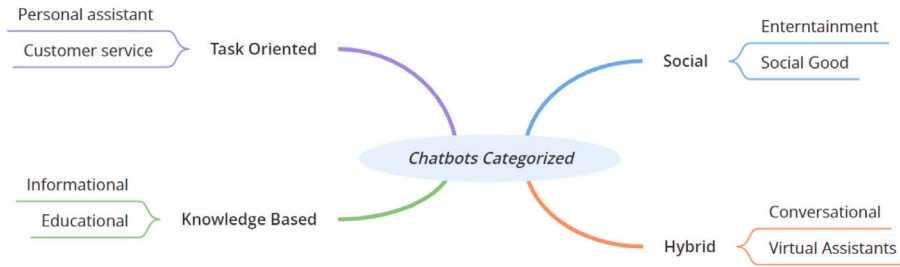 Personal assistant
Customer service
Task Oriented
Enterntainment
Social Good
Social
Chatbots Categorized
Informational
Educational
Knowledge Based
Conversational
Virtual Assistants
Hybrid